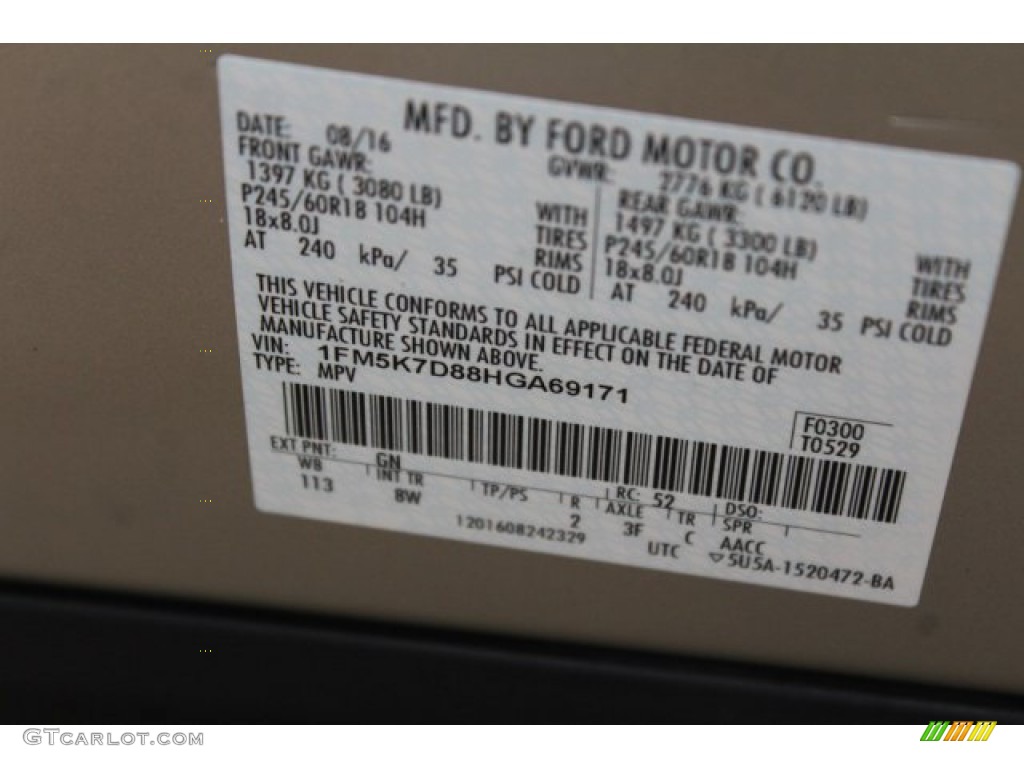 MFD. BY FORD MOTOR CO.
DATE: 08/16 GVWR: 2776 KG ( 6120 LB)
FRONT GAWR: REAR GAWR:
1397 KG ( 3080 LB) WITH 1497 KG ( 3300 LB) WITH
P245/60R18 104H TIRES P245/60R18 104H TIRES
18x8.0J RIMS 18x8.0J RIMS
AT 240 kPa/ 35 PSI COLD AT 240 kPa/ 35 PSI COLD
THIS VEHICLE CONFORMS TO ALL APPLICABLE FEDERAL MOTOR
VEHICLE SAFETY STANDARDS IN EFFECT ON THE DATE OF
MANUFACTURE SHOWN ABOVE.
VIN: 1FM5K7D88HGA69171
TYPE: MPV
F0300
T0529
EXT PNT: GN RC: 52 DSO:
WB INT TR TP/PS R AXLE TR SPR
113 8W 2 3F C AACC
1201608242329 UTC ▽5U5A-1520472-BA
GTCARLOT.COM